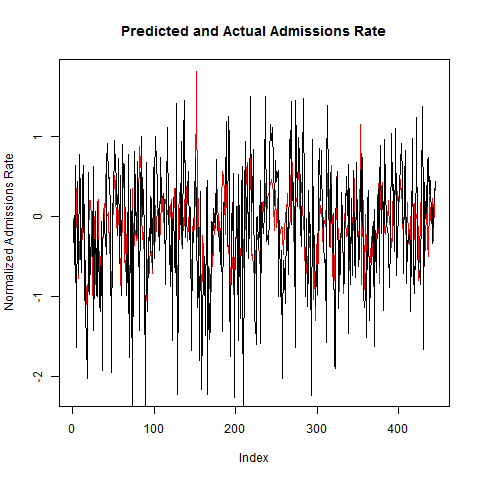 Predicted and Actual Admissions Rate
Normalized Admissions Rate
1
0
-1
-2
0 100 200 300 400
Index